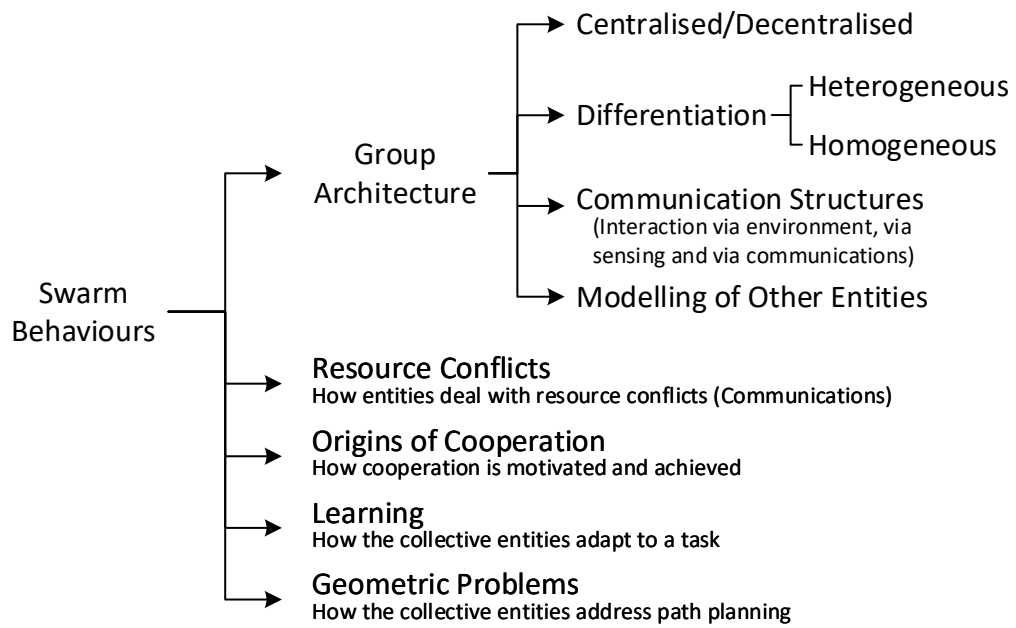 Swarm
Behaviours
Group
Architecture
Centralised/Decentralised
Differentiation
Heterogeneous
Homogeneous
Communication Structures
(Interaction via environment, via
sensing and via communications)
Modelling of Other Entities
Resource Conflicts
How entities deal with resource conflicts (Communications)
Origins of Cooperation
How cooperation is motivated and achieved
Learning
How the collective entities adapt to a task
Geometric Problems
How the collective entities address path planning